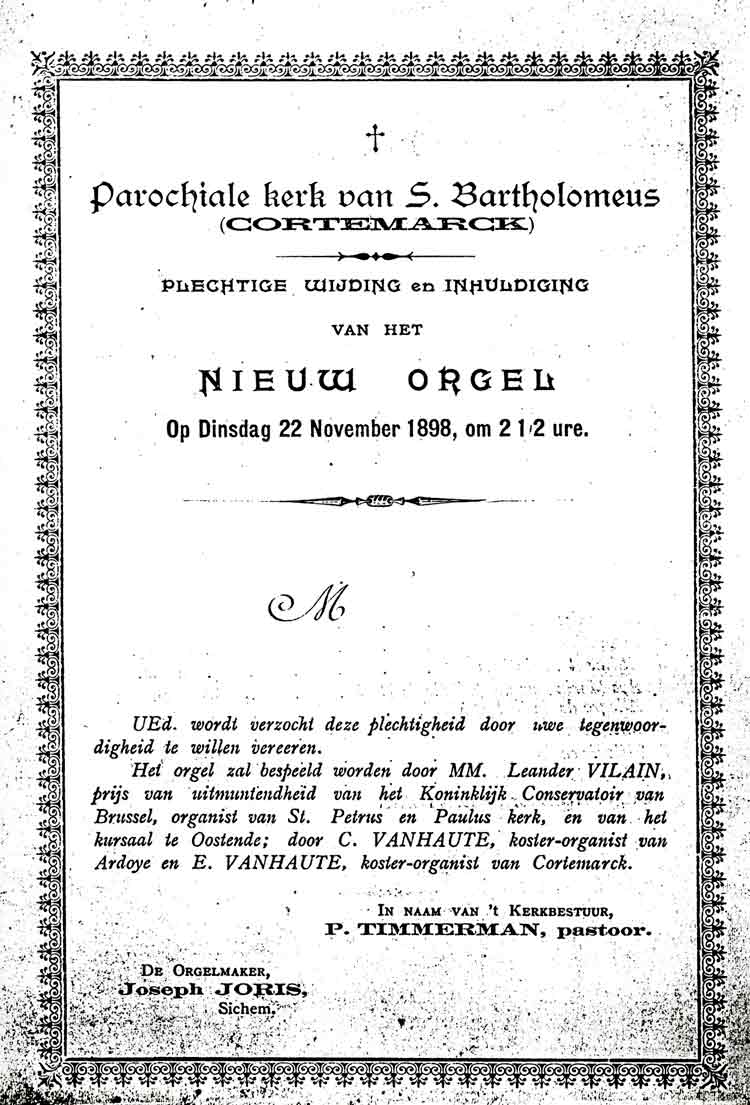 Parochiale kerk van S. Bartholomeus
(CORTEMARCK)
PLECHTIGE WIJDING en INHULDIGING
VAN HET
NIEUW ORGEL
Op Dinsdag 22 November 1898, om 2 1/2 ure.
M
UEd. wordt verzocht deze plechtigheid door uwe tegenwoor-
digheid te willen vereeren.
Het orgel zal bespeeld worden door MM. Leander VILAIN,
prijs van uitmuntendheid van het Koninklijk Conservatoir van
Brussel, organist van St. Petrus en Paulus kerk, en van het
kursaal te Oostende; door C. VANHAUTE, koster-organist van
Ardoye en E. VANHAUTE, koster-organist van Cortemarck.
IN NAAM VAN 'T KERKBESTUUR,
P. TIMMERMAN, pastoor.
DE ORGELMAKER,
Joseph JORIS,
Sichem.